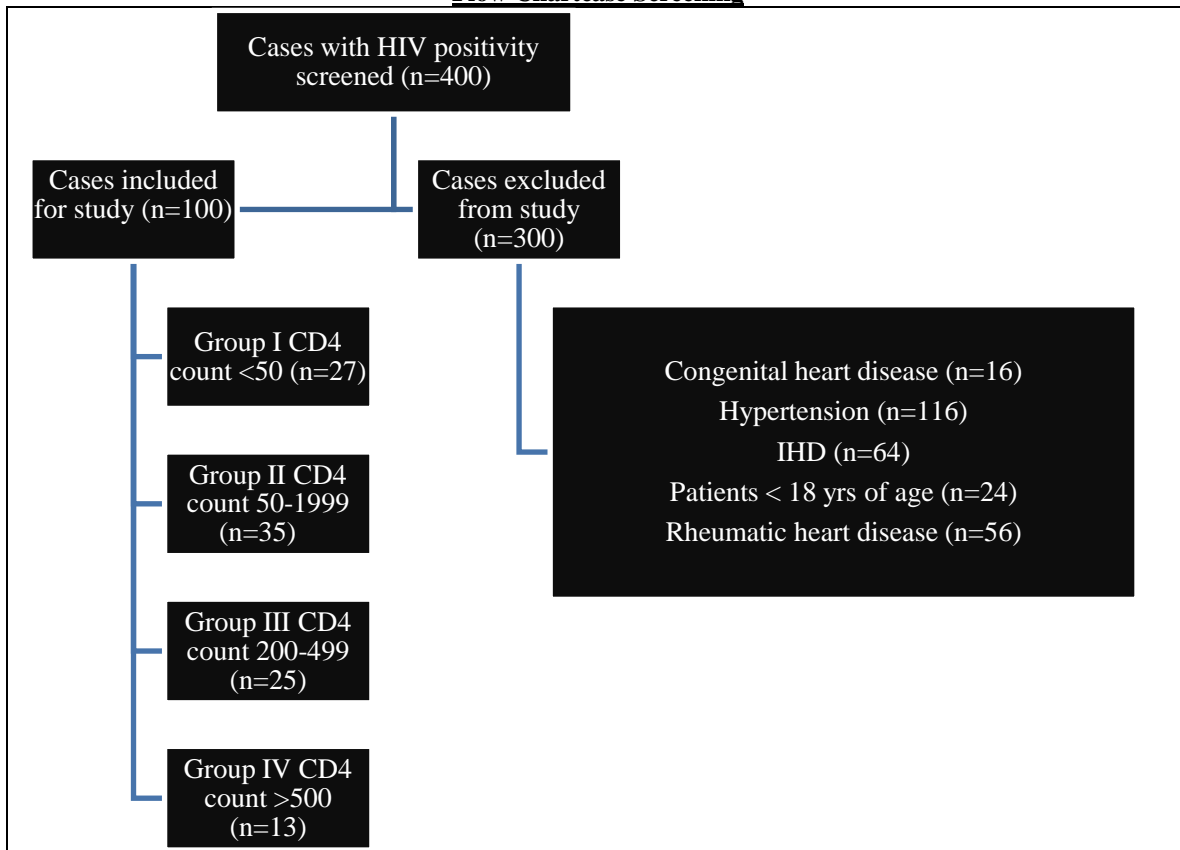 Cases with HIV positivity
screened (n=400)
Cases included
for study (n=100)
Cases excluded
from study
(n=300)
Group I CD4
count <50 (n=27)
Group II CD4
count 50-1999
(n=35)
Group III CD4
count 200-499
(n=25)
Group IV CD4
count >500
(n=13)
Congenital heart disease (n=16)
Hypertension (n=116)
IHD (n=64)
Patients < 18 yrs of age (n=24)
Rheumatic heart disease (n=56)